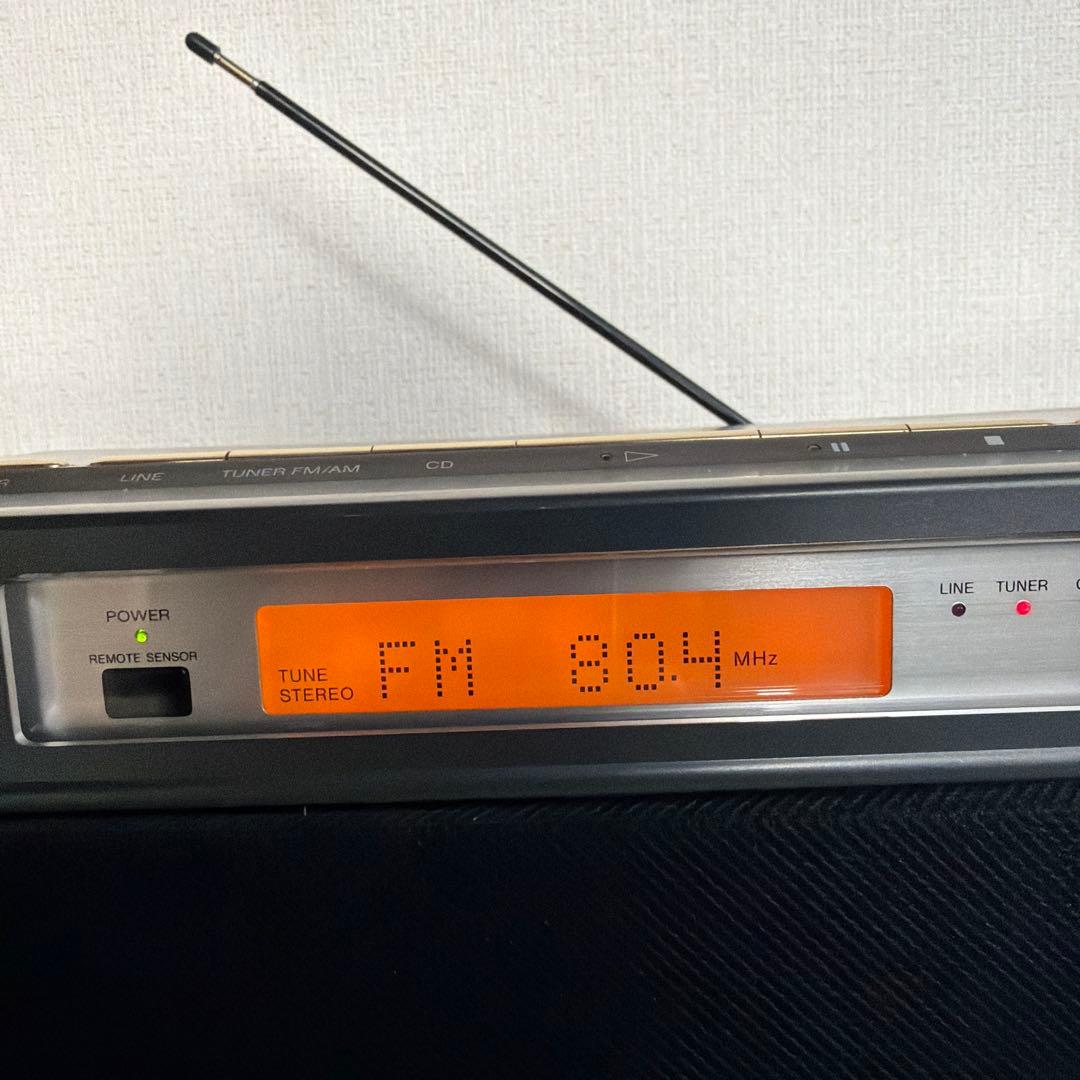 LINE TUNER FM/AM CD
POWER
REMOTE SENSOR
TUNE
STEREO
FM 80.4 MHz
LINE TUNER